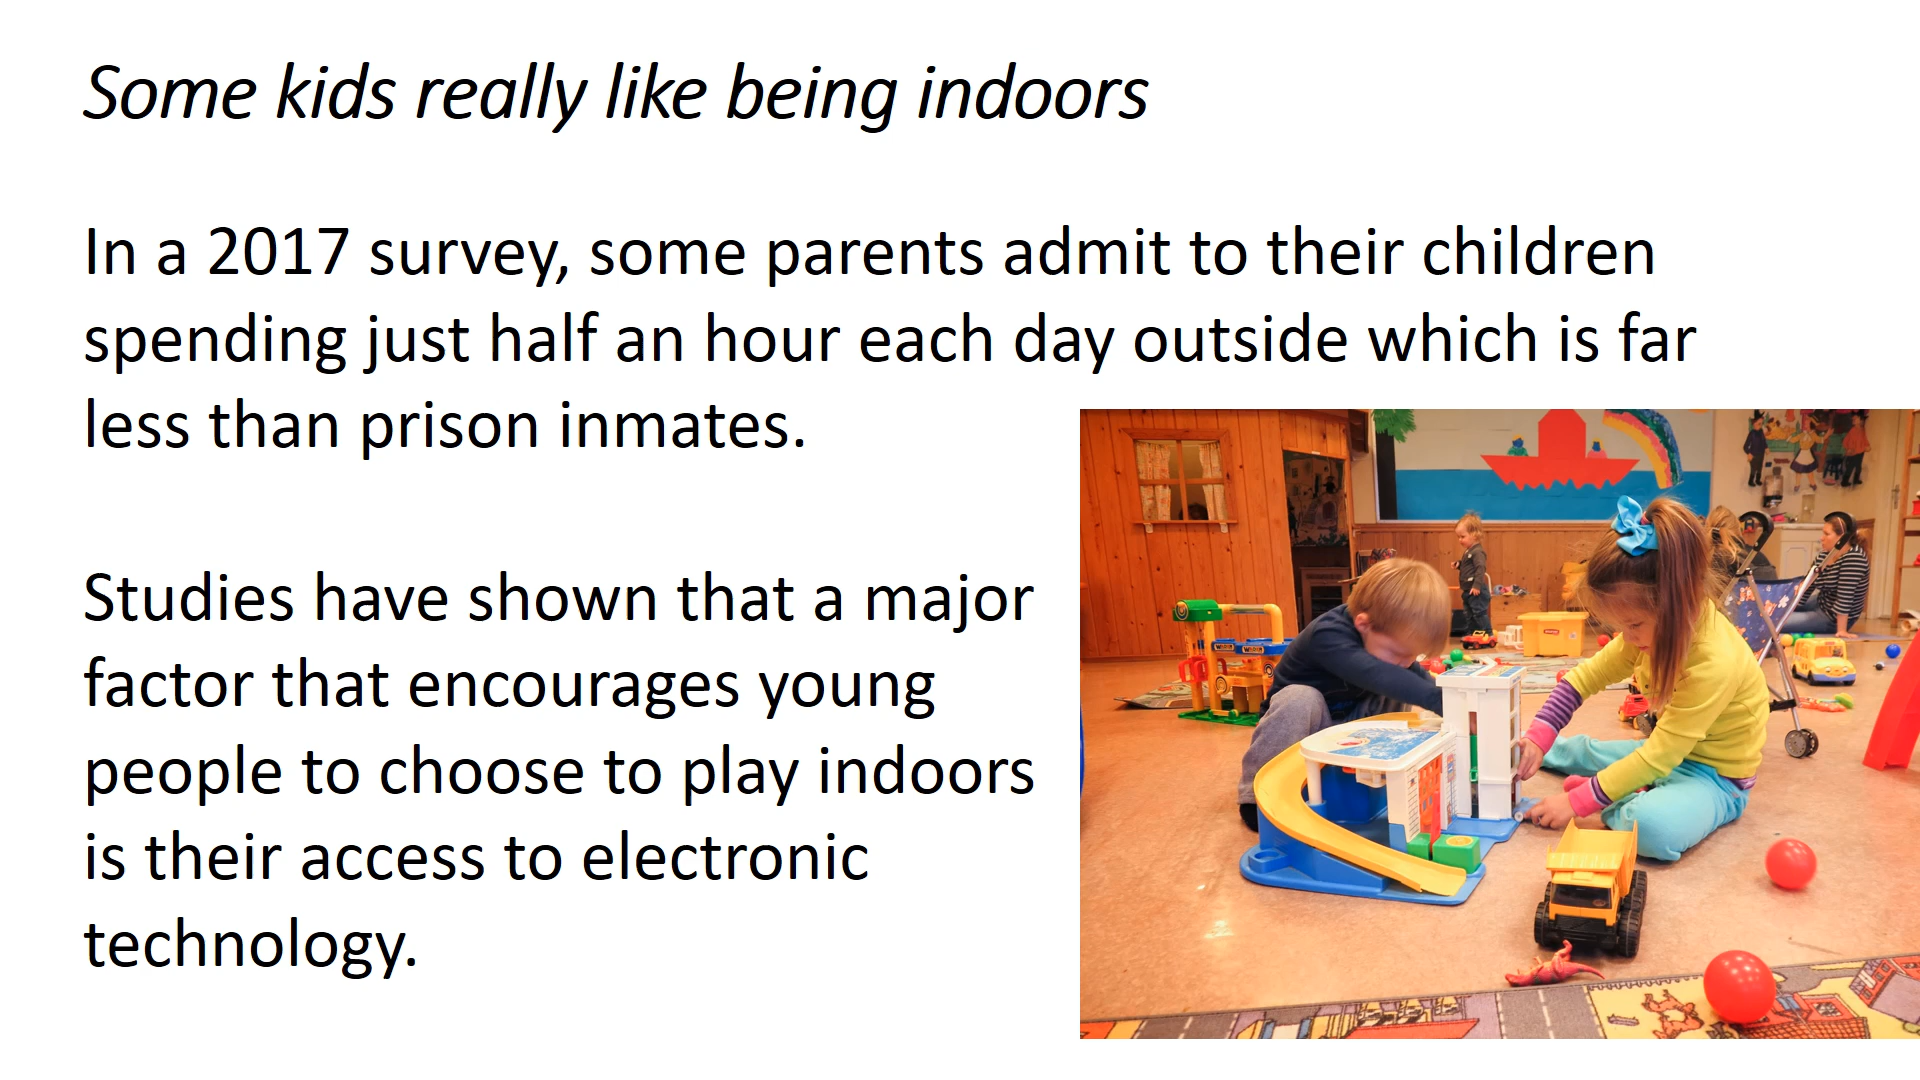 Some kids really like being indoors
In a 2017 survey, some parents admit to their children
spending just half an hour each day outside which is far
less than prison inmates.
Studies have shown that a major
factor that encourages young
people to choose to play indoors
is their access to electronic
technology.